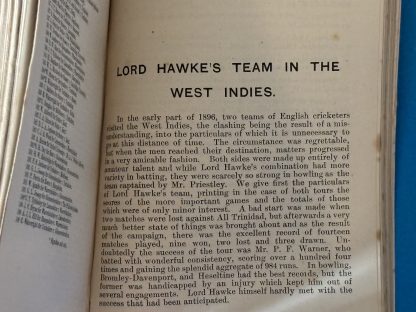 LORD HAWKE'S TEAM IN THE
WEST INDIES.
In the early part of 1896, two teams of English cricketers
visited the West Indies, the clashing being the result of a mis-
understanding, into the particulars of which it is unnecessary to
go at this distance of time. The circumstance was regrettable,
but when the men reached their destination, matters progressed
in a very amicable fashion. Both sides were made up entirely of
amateur talent and while Lord Hawke's combination had more
variety in batting, they were scarcely so strong in bowling as the
team captained by Mr. Priestley. We give first the particulars
of Lord Hawke's team, printing in the case of both tours the
scores of the more important games and the totals of those
which were of only minor interest. A bad start was made when
two matches were lost against All Trinidad, but afterwards a very
much better state of things was brought about and as the result
of the campaign, there was the excellent record of fourteen
matches played, nine won, two lost and three drawn. Un-
doubtedly the success of the tour was Mr. P. F. Warner, who
batted with wonderful consistency, scoring over a hundred four
times and gaining the splendid aggregate of 984 runs. In bowling,
Bromley-Davenport, and Heseltine had the best records, but the
former was handicapped by an injury which kept him out of
several engagements. Lord Hawke himself hardly met with the
success that had been anticipated.